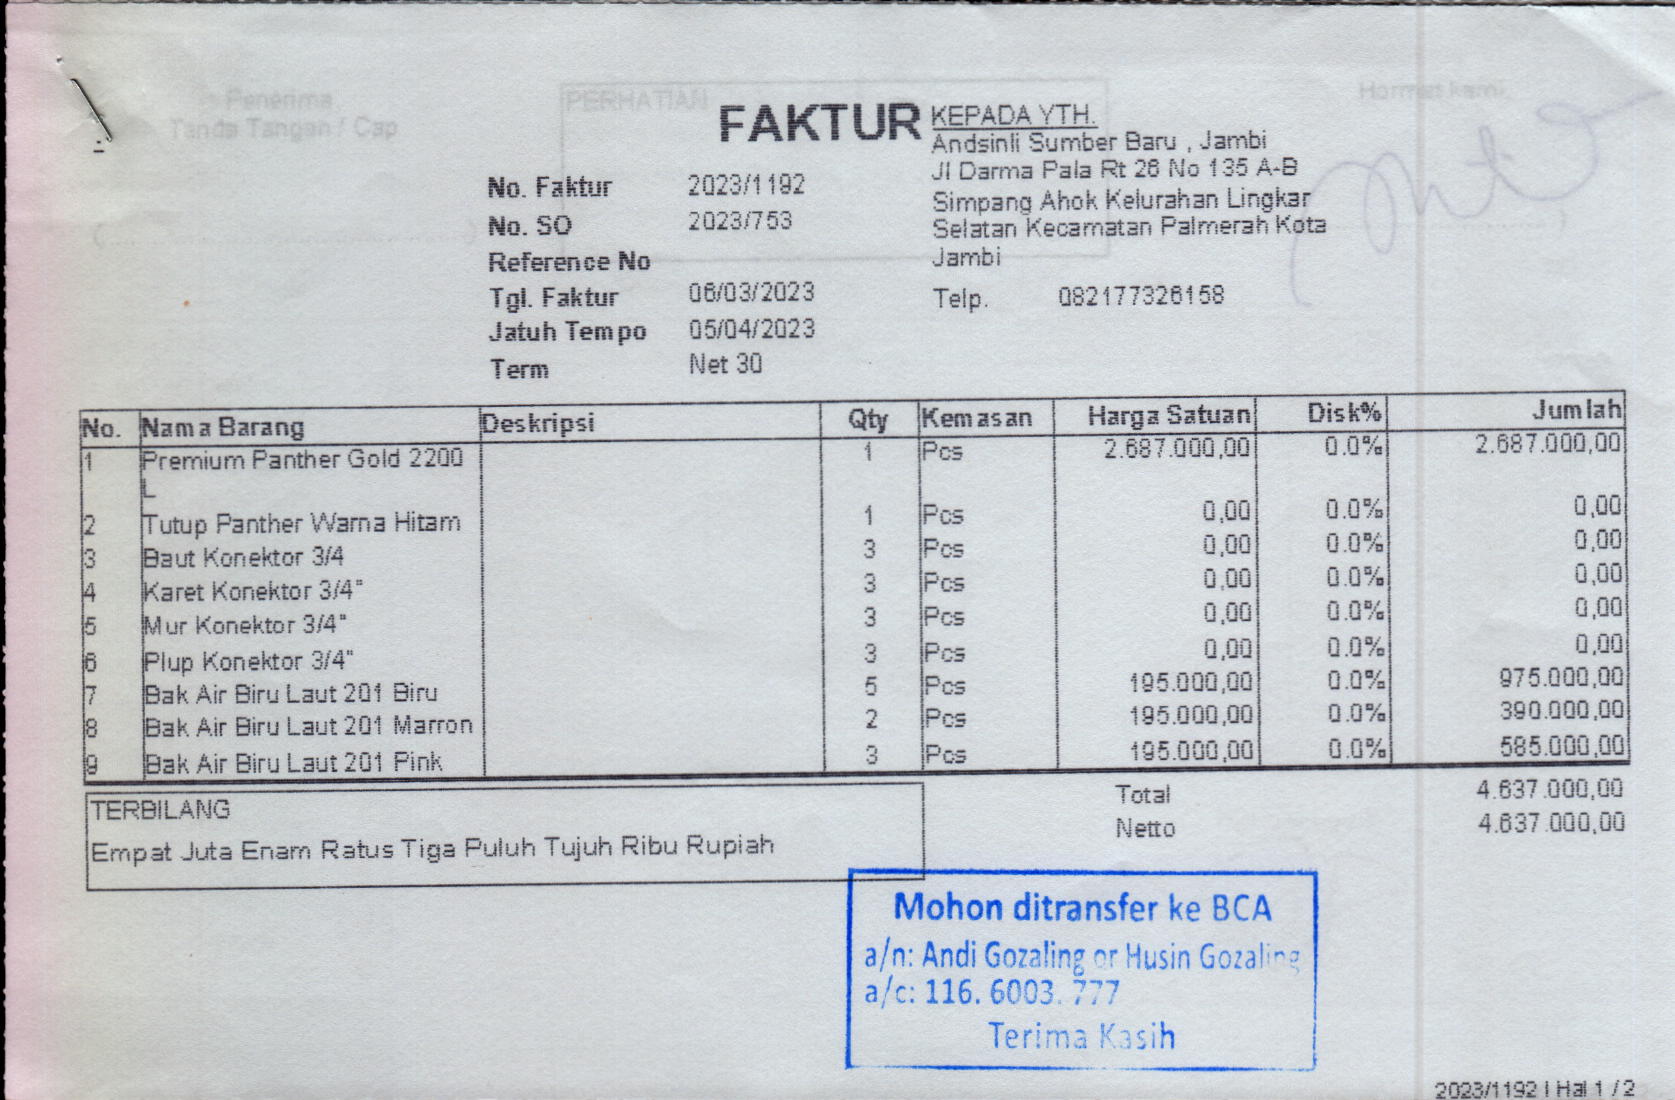 Penerima
Tanda Tangan / Cap
PERHATIAN
Hormat kami,
FAKTUR
KEPADA YTH.
Andsinli Sumber Baru , Jambi
Jl Darma Pala Rt 26 No 135 A-B
Simpang Ahok Kelurahan Lingkar
Selatan Kecamatan Palmerah Kota
Jambi
Telp. 082177326158
No. Faktur 2023/1192
No. SO 2023/753
Reference No
Tgl. Faktur 06/03/2023
Jatuh Tempo 05/04/2023
Term Net 30
No. Nama Barang Deskripsi Qty Kemasan Harga Satuan Disk% Jumlah
1 Premium Panther Gold 2200 1 Pcs 2.687.000,00 0.0% 2.687.000,00
L
2 Tutup Panther Warna Hitam 1 Pcs 0,00 0.0% 0,00
3 Baut Konektor 3/4 3 Pcs 0,00 0.0% 0,00
4 Karet Konektor 3/4" 3 Pcs 0,00 0.0% 0,00
5 Mur Konektor 3/4" 3 Pcs 0,00 0.0% 0,00
6 Plup Konektor 3/4" 3 Pcs 0,00 0.0% 0,00
7 Bak Air Biru Laut 201 Biru 5 Pcs 195.000,00 0.0% 975.000,00
8 Bak Air Biru Laut 201 Marron 2 Pcs 195.000,00 0.0% 390.000,00
9 Bak Air Biru Laut 201 Pink 3 Pcs 195.000,00 0.0% 585.000,00
Total 4.637.000,00
Netto 4.637.000,00
TERBILANG
Empat Juta Enam Ratus Tiga Puluh Tujuh Ribu Rupiah
Mohon ditransfer ke BCA
a/n: Andi Gozaling or Husin Gozaling
a/c: 116. 6003. 777
Terima Kasih
2023/1192 | Hal 1 / 2